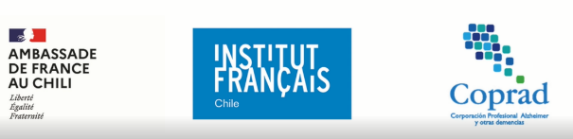 AMBASSADE
DE FRANCE
AU CHILI
Liberté
Égalité
Fraternité
INSTITUT
FRANÇAIS
Chile
Coprad
Corporación Profesional Alzheimer
y otras demencias